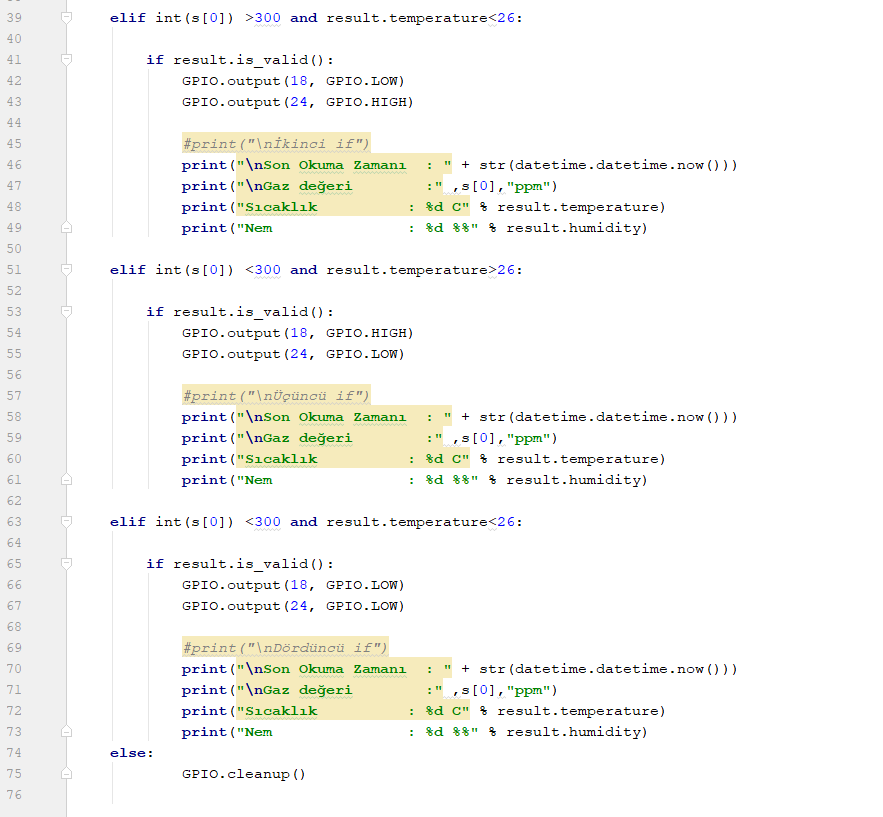 39 elif int(s[0]) >300 and result.temperature<26:
40
41 if result.is_valid():
42 GPIO.output(18, GPIO.LOW)
43 GPIO.output(24, GPIO.HIGH)
44
45 #print("\nİkinci if")
46 print("\nSon Okuma Zamanı  : " + str(datetime.datetime.now()))
47 print("\nGaz değeri        :" ,s[0],"ppm")
48 print("Sıcaklık          : %d C" % result.temperature)
49 print("Nem               : %d %%" % result.humidity)
50
51 elif int(s[0]) <300 and result.temperature>26:
52
53 if result.is_valid():
54 GPIO.output(18, GPIO.HIGH)
55 GPIO.output(24, GPIO.LOW)
56
57 #print("\nÜçüncü if")
58 print("\nSon Okuma Zamanı  : " + str(datetime.datetime.now()))
59 print("\nGaz değeri        :" ,s[0],"ppm")
60 print("Sıcaklık          : %d C" % result.temperature)
61 print("Nem               : %d %%" % result.humidity)
62
63 elif int(s[0]) <300 and result.temperature<26:
64
65 if result.is_valid():
66 GPIO.output(18, GPIO.LOW)
67 GPIO.output(24, GPIO.LOW)
68
69 #print("\nDördüncü if")
70 print("\nSon Okuma Zamanı  : " + str(datetime.datetime.now()))
71 print("\nGaz değeri        :" ,s[0],"ppm")
72 print("Sıcaklık          : %d C" % result.temperature)
73 print("Nem               : %d %%" % result.humidity)
74 else:
75 GPIO.cleanup()
76